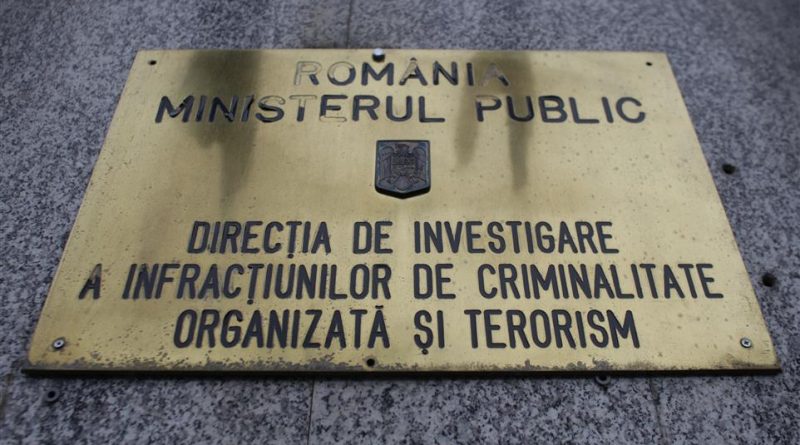 ROMÂNIA
MINISTERUL PUBLIC
DIRECȚIA DE INVESTIGARE
A INFRACȚIUNILOR DE CRIMINALITATE
ORGANIZATĂ ȘI TERORISM